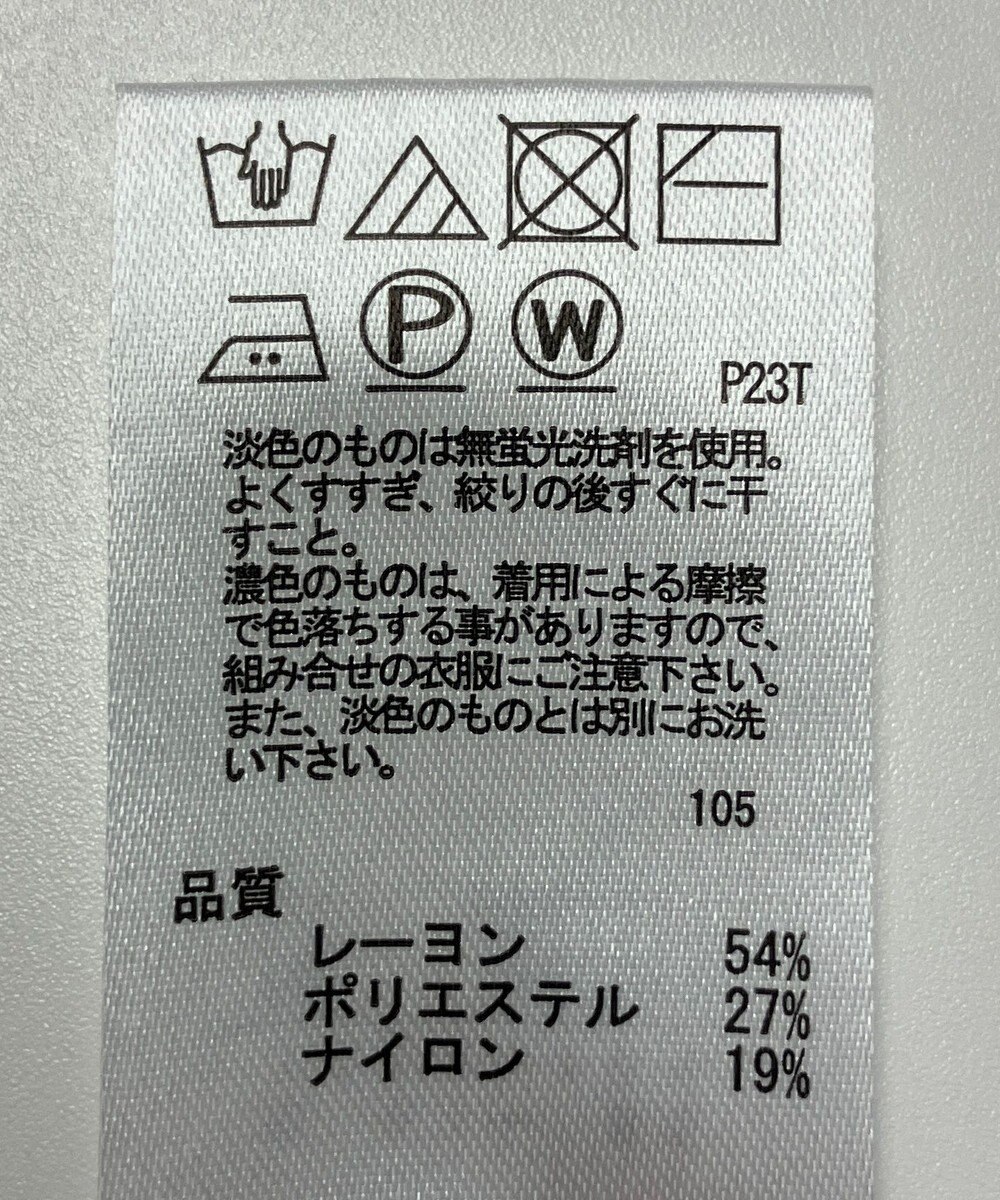 P W
P23T
淡色のものは無蛍光洗剤を使用。
よくすすぎ、絞りの後すぐに干
すこと。
濃色のものは、着用による摩擦
で色落ちする事がありますので、
組み合せの衣服にご注意下さい。
また、淡色のものとは別にお洗
い下さい。
105
品質
レーヨン 54%
ポリエステル 27%
ナイロン 19%